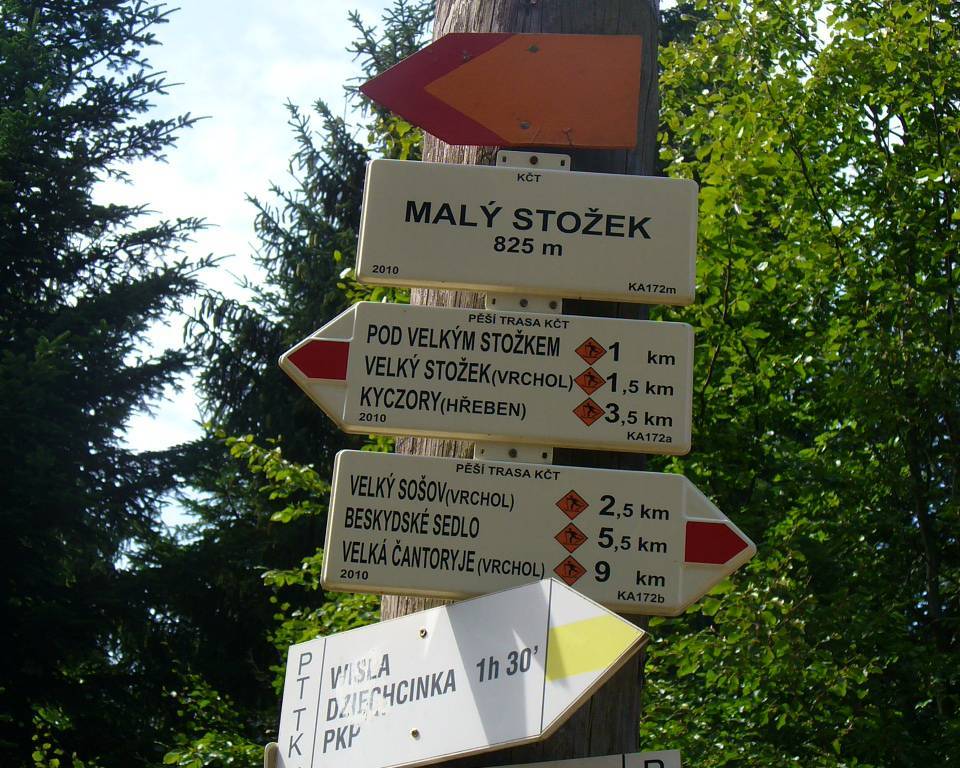 KČT
MALÝ STOŽEK
825 m
2010 KA172m
PĚŠÍ TRASA KČT
POD VELKÝM STOŽKEM 1 km
VELKÝ STOŽEK(VRCHOL) 1,5 km
KYCZORY(HŘEBEN) 3,5 km
2010 KA172a
PĚŠÍ TRASA KČT
VELKÝ SOŠOV(VRCHOL) 2,5 km
BESKYDSKÉ SEDLO 5,5 km
VELKÁ ČANTORYJE(VRCHOL) 9 km
2010 KA172b
PTTK
WISŁA 1h 30'
DZIECHCINKA
PKP